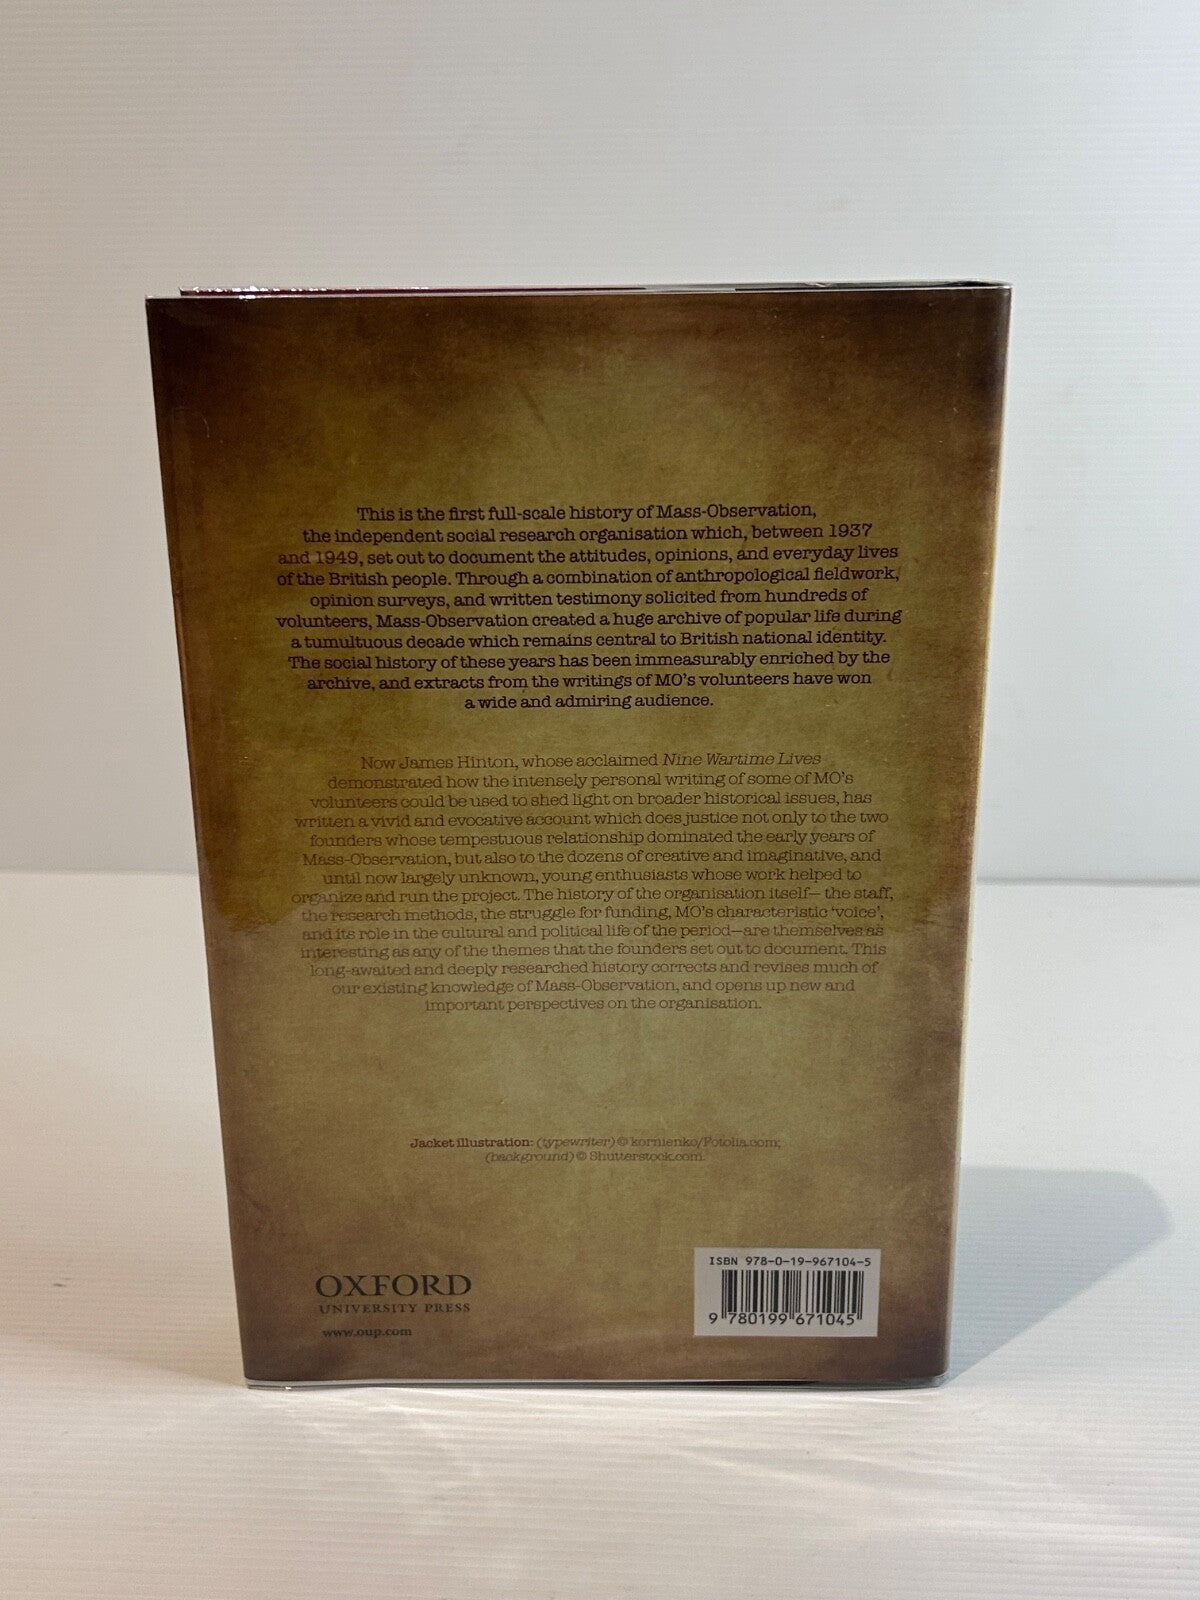 This is the first full-scale history of Mass-Observation,
the independent social research organisation which, between 1937
and 1949, set out to document the attitudes, opinions, and everyday lives
of the British people. Through a combination of anthropological fieldwork,
opinion surveys, and written testimony solicited from hundreds of
volunteers, Mass-Observation created a huge archive of popular life during
a tumultuous decade which remains central to British national identity.
The social history of these years has been immeasurably enriched by the
archive, and extracts from the writings of MO's volunteers have won
a wide and admiring audience.
Now James Hinton, whose acclaimed Nine Wartime Lives
demonstrated how the intensely personal writing of some of MO's
volunteers could be used to shed light on broader historical issues, has
written a vivid and evocative account which does justice not only to the two
founders whose tempestuous relationship dominated the early years of
Mass-Observation, but also to the dozens of creative and imaginative, and
until now largely unknown, young enthusiasts whose work helped to
organize and run the project. The history of the organisation itself— the staff,
the research methods, the struggle for funding, MO's characteristic 'voice',
and its role in the cultural and political life of the period—are themselves as
interesting as any of the themes that the founders set out to document. This
long-awaited and deeply researched history corrects and revises much of
our existing knowledge of Mass-Observation, and opens up new and
important perspectives on the organisation.
Jacket illustration: (typewriter) © kornienko/Fotolia.com;
(background) © Shutterstock.com.
OXFORD
UNIVERSITY PRESS
www.oup.com
ISBN 978-0-19-967104-5
9 780199 671045